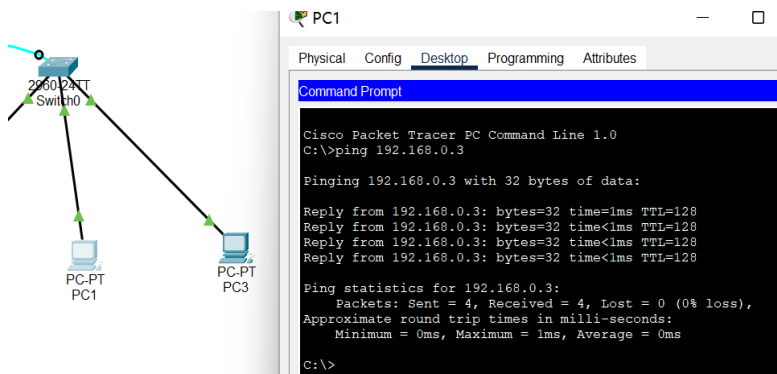 2960-24TT
Switch0
PC-PT
PC1
PC-PT
PC3
PC1
Physical Config Desktop Programming Attributes
Command Prompt
Cisco Packet Tracer PC Command Line 1.0
C:\>ping 192.168.0.3
Pinging 192.168.0.3 with 32 bytes of data:
Reply from 192.168.0.3: bytes=32 time=1ms TTL=128
Reply from 192.168.0.3: bytes=32 time<1ms TTL=128
Reply from 192.168.0.3: bytes=32 time<1ms TTL=128
Reply from 192.168.0.3: bytes=32 time<1ms TTL=128
Ping statistics for 192.168.0.3:
Packets: Sent = 4, Received = 4, Lost = 0 (0% loss),
Approximate round trip times in milli-seconds:
Minimum = 0ms, Maximum = 1ms, Average = 0ms
C:\>